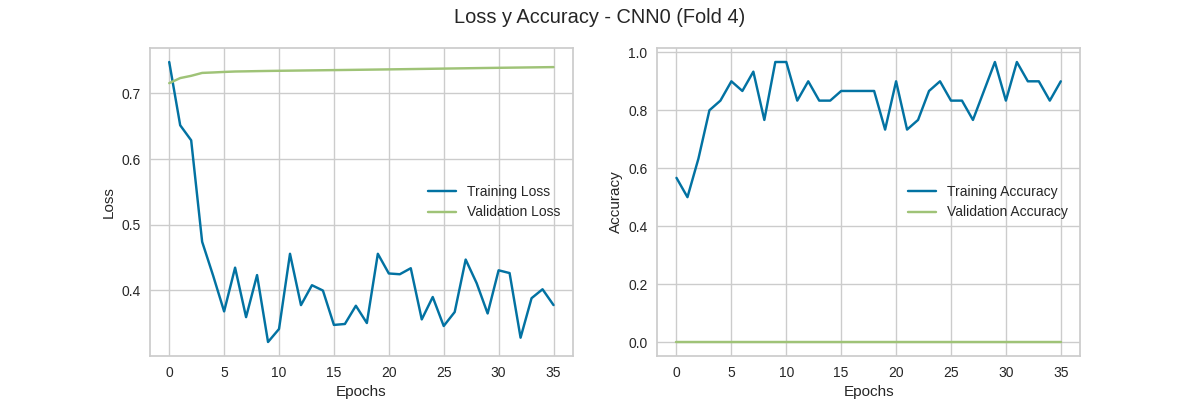 Loss y Accuracy - CNN0 (Fold 4)
0.7
0.6
0.5
0.4
Loss
Training Loss
Validation Loss
0 5 10 15 20 25 30 35
Epochs
1.0
0.8
0.6
0.4
0.2
0.0
Accuracy
Training Accuracy
Validation Accuracy
0 5 10 15 20 25 30 35
Epochs